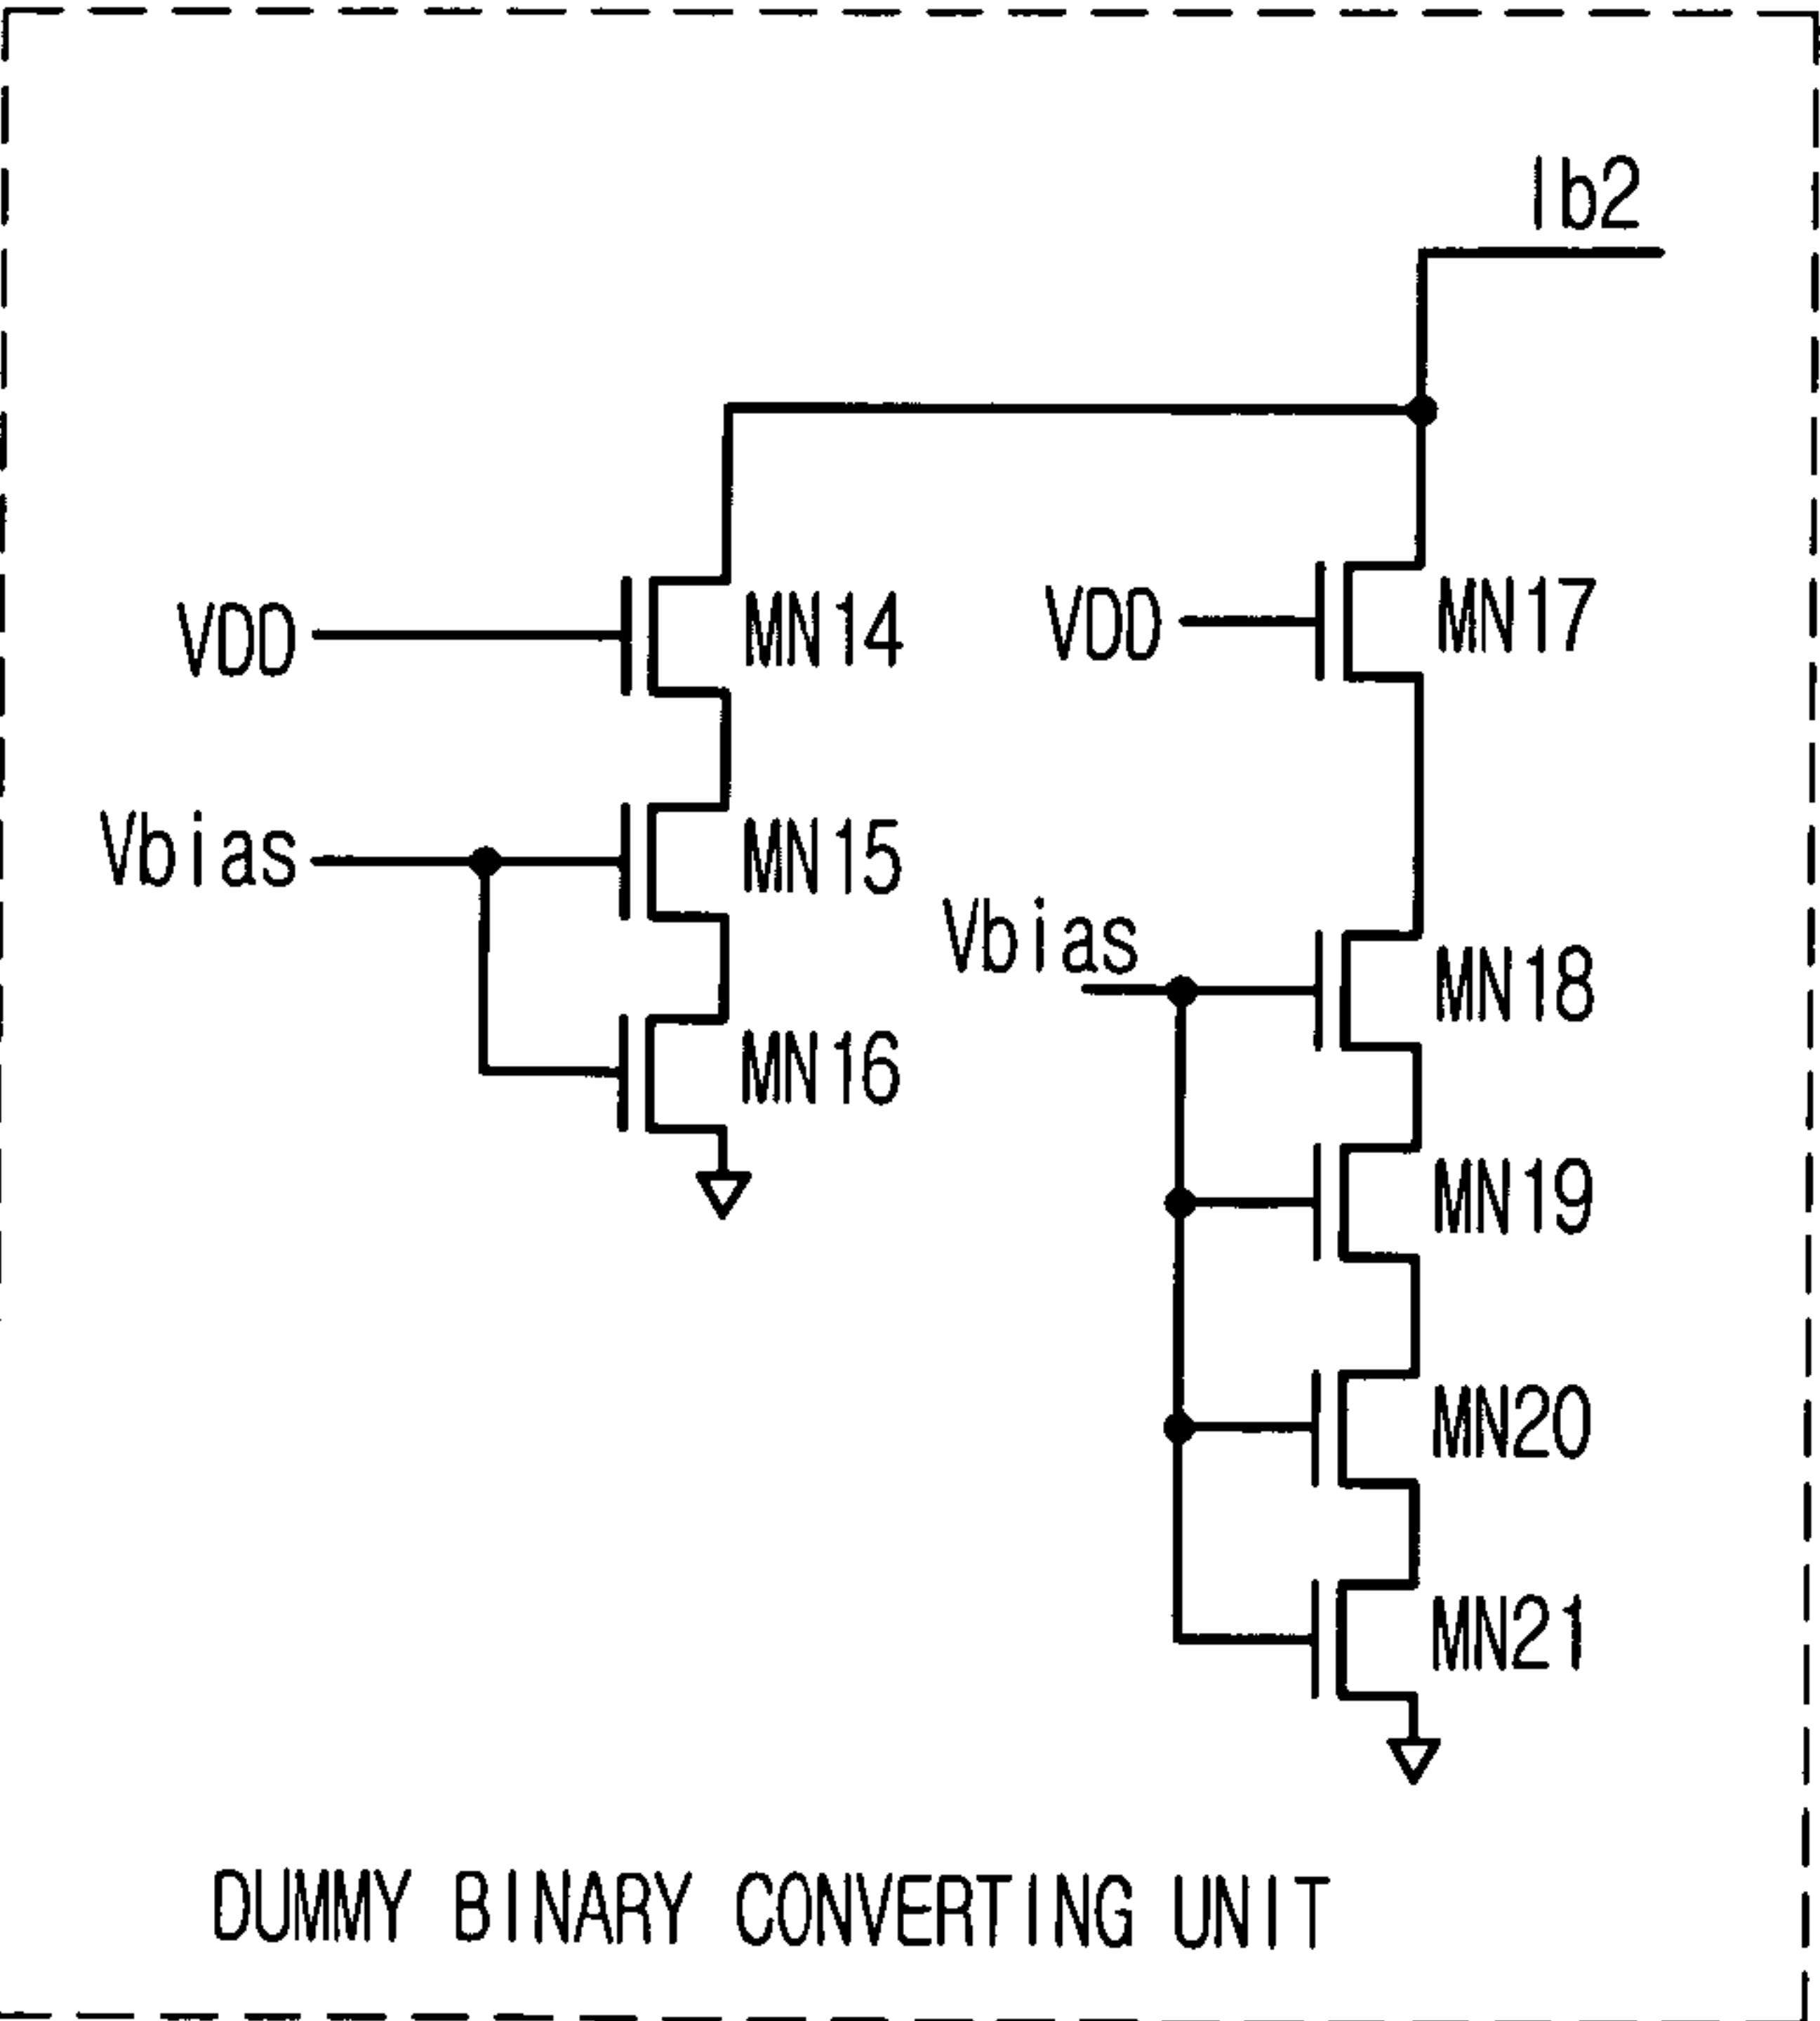 Ib2
VDD
MN14
VDD
MN17
Vbias
MN15
Vbias
MN18
MN16
MN19
MN20
MN21
DUMMY BINARY CONVERTING UNIT